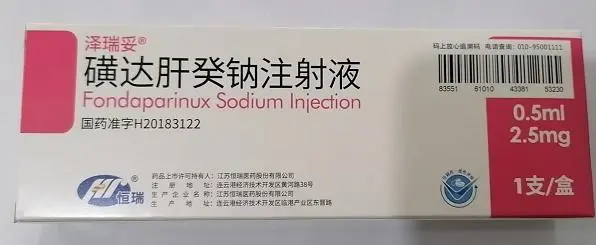 泽瑞妥®
磺达肝癸钠注射液
Fondaparinux Sodium Injection
国药准字H20183122
恒瑞
药品上市许可持有人：江苏恒瑞医药股份有限公司
注册地址：连云港经济技术开发区黄河路38号
生产企业名称：江苏恒瑞医药股份有限公司
生产地址：连云港经济技术开发区临港产业区东晋路
码上放心追溯码 电话查询：010-95001111
83551 61010 43381 53230
0.5ml
2.5mg
1支/盒